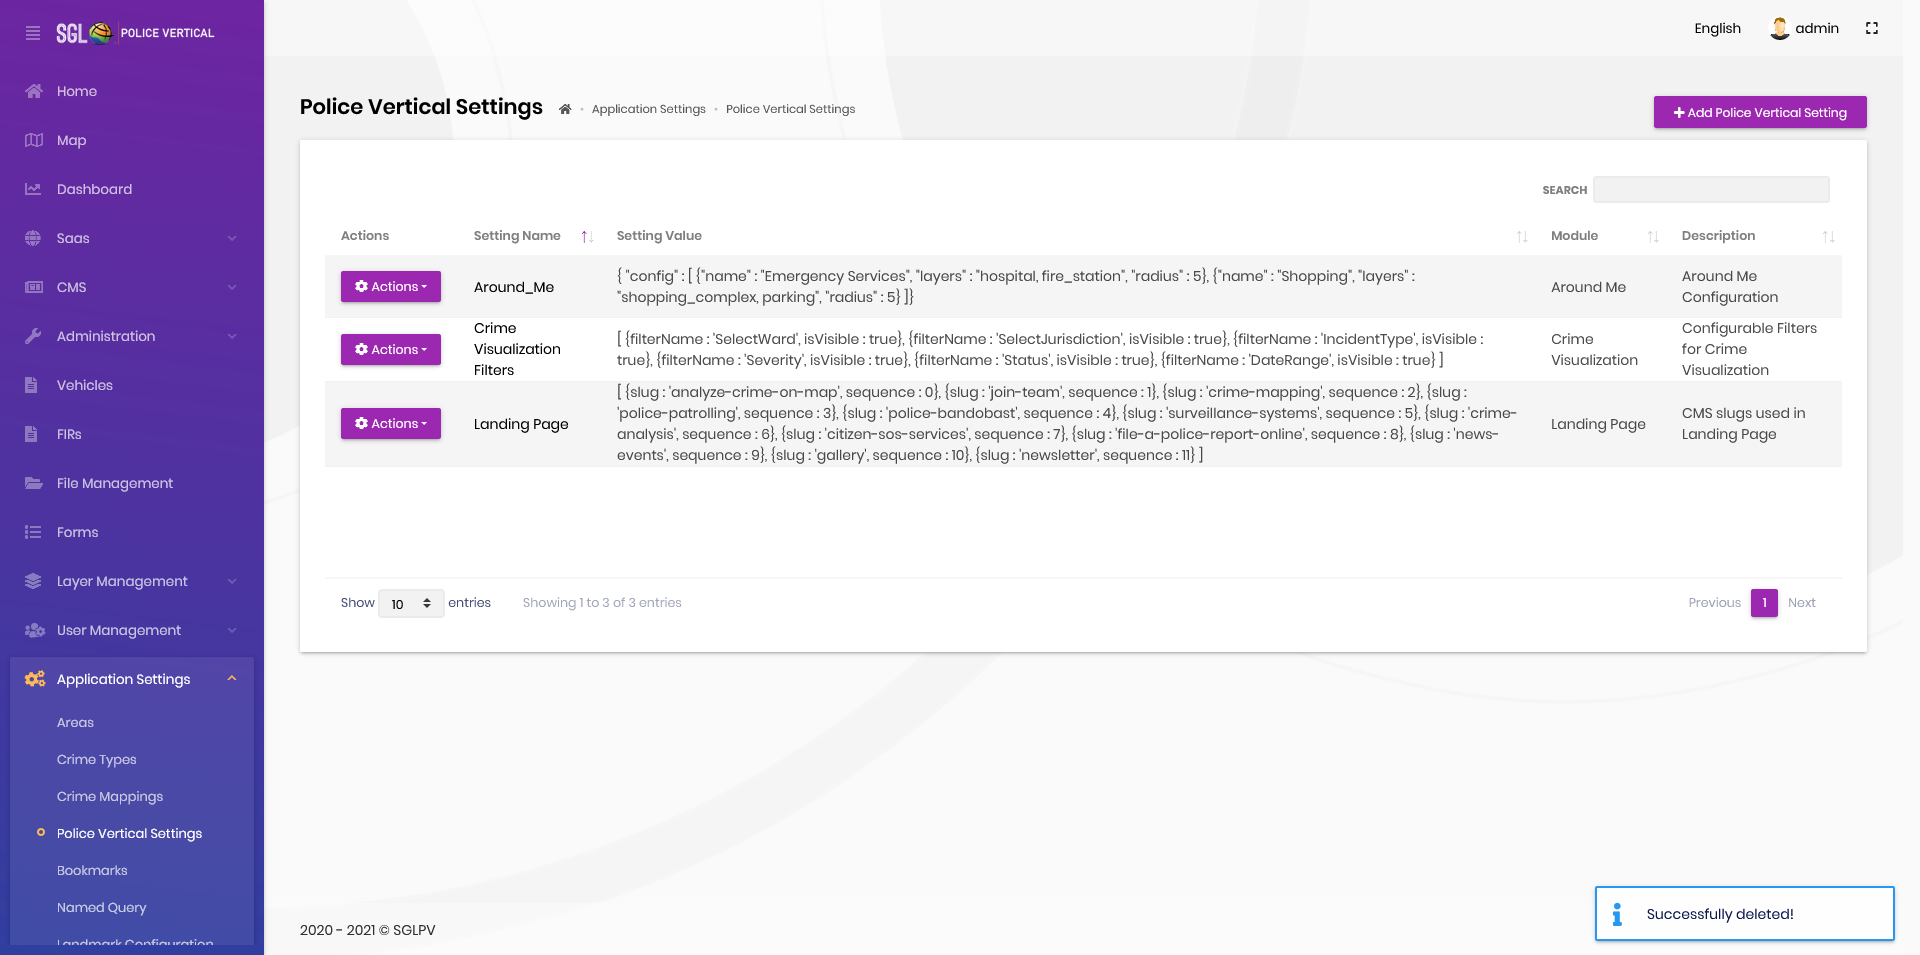 SGL POLICE VERTICAL
Home
Map
Dashboard
Saas
CMS
Administration
Vehicles
FIRs
File Management
Forms
Layer Management
User Management
Application Settings
Areas
Crime Types
Crime Mappings
Police Vertical Settings
Bookmarks
Named Query
Landmark Configuration
English
admin
Police Vertical Settings
Application Settings
Police Vertical Settings
Add Police Vertical Setting
SEARCH
Actions
Setting Name
Setting Value
Module
Description
Actions
Around_Me
{ "config" : [ {"name" : "Emergency Services", "layers" : "hospital, fire_station", "radius" : 5}, {"name" : "Shopping", "layers" :
"shopping_complex, parking", "radius" : 5} ]}
Around Me
Around Me
Configuration
Actions
Crime
Visualization
Filters
[ {filterName : 'SelectWard', isVisible : true}, {filterName : 'SelectJurisdiction', isVisible : true}, {filterName : 'IncidentType', isVisible :
true}, {filterName : 'Severity', isVisible : true}, {filterName : 'Status', isVisible : true}, {filterName : 'DateRange', isVisible : true} ]
Crime
Visualization
Configurable Filters
for Crime
Visualization
Actions
Landing Page
[ {slug : 'analyze-crime-on-map', sequence : 0}, {slug : 'join-team', sequence : 1}, {slug : 'crime-mapping', sequence : 2}, {slug :
'police-patrolling', sequence : 3}, {slug : 'police-bandobast', sequence : 4}, {slug : 'surveillance-systems', sequence : 5}, {slug : 'crime-
analysis', sequence : 6}, {slug : 'citizen-sos-services', sequence : 7}, {slug : 'file-a-police-report-online', sequence : 8}, {slug : 'news-
events', sequence : 9}, {slug : 'gallery', sequence : 10}, {slug : 'newsletter', sequence : 11} ]
Landing Page
CMS slugs used in
Landing Page
Show 10 entries
Showing 1 to 3 of 3 entries
Previous 1 Next
2020 - 2021 © SGLPV
Successfully deleted!